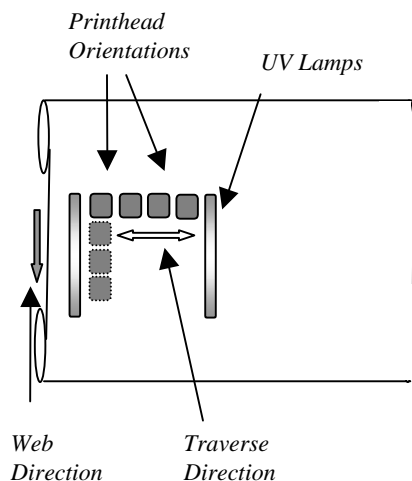 Printhead
Orientations
UV Lamps
Web
Direction
Traverse
Direction